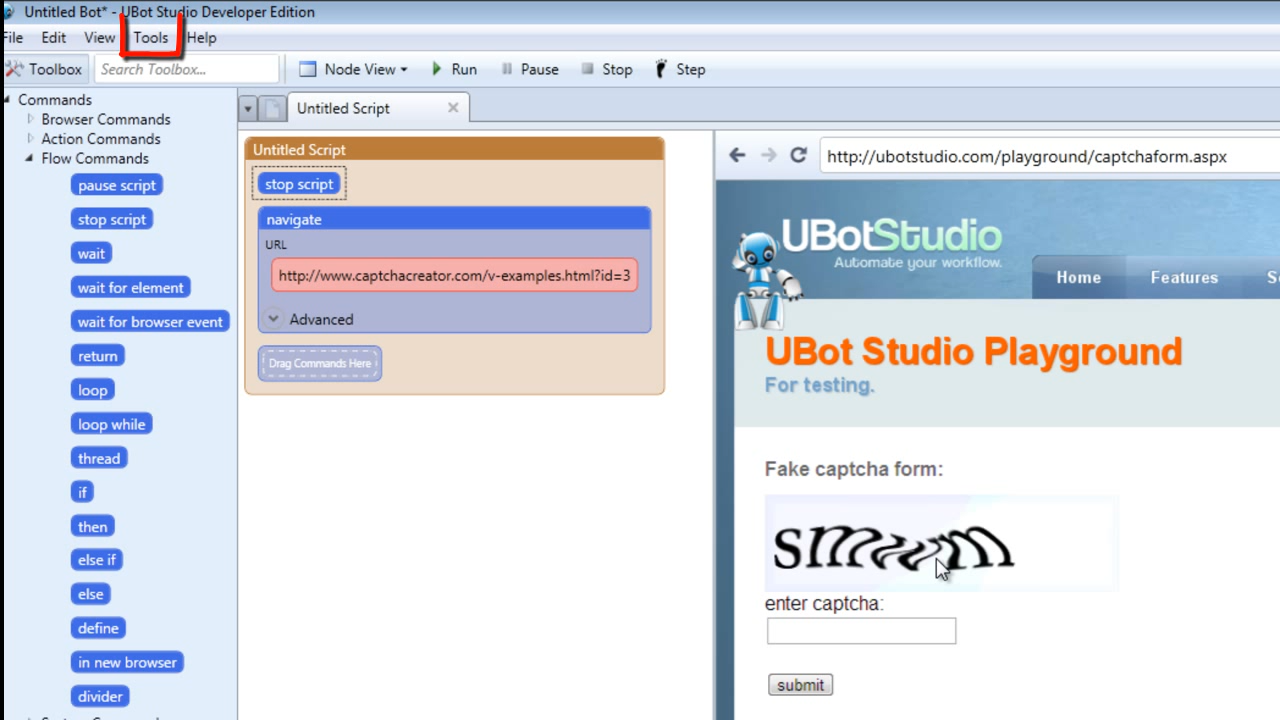 Untitled Bot* - UBot Studio Developer Edition
File Edit View Tools Help
Toolbox Search Toolbox... Node View Run Pause Stop Step
Commands
Browser Commands
Action Commands
Flow Commands
pause script
stop script
wait
wait for element
wait for browser event
return
loop
loop while
thread
if
then
else if
else
define
in new browser
divider
Untitled Script
Untitled Script
stop script
navigate
URL
http://www.captchacreator.com/v-examples.html?id=3
Advanced
Drag Commands Here
http://ubotstudio.com/playground/captchaform.aspx
UBotStudio
Automate your workflow.
Home Features
UBot Studio Playground
For testing.
Fake captcha form:
enter captcha:
submit